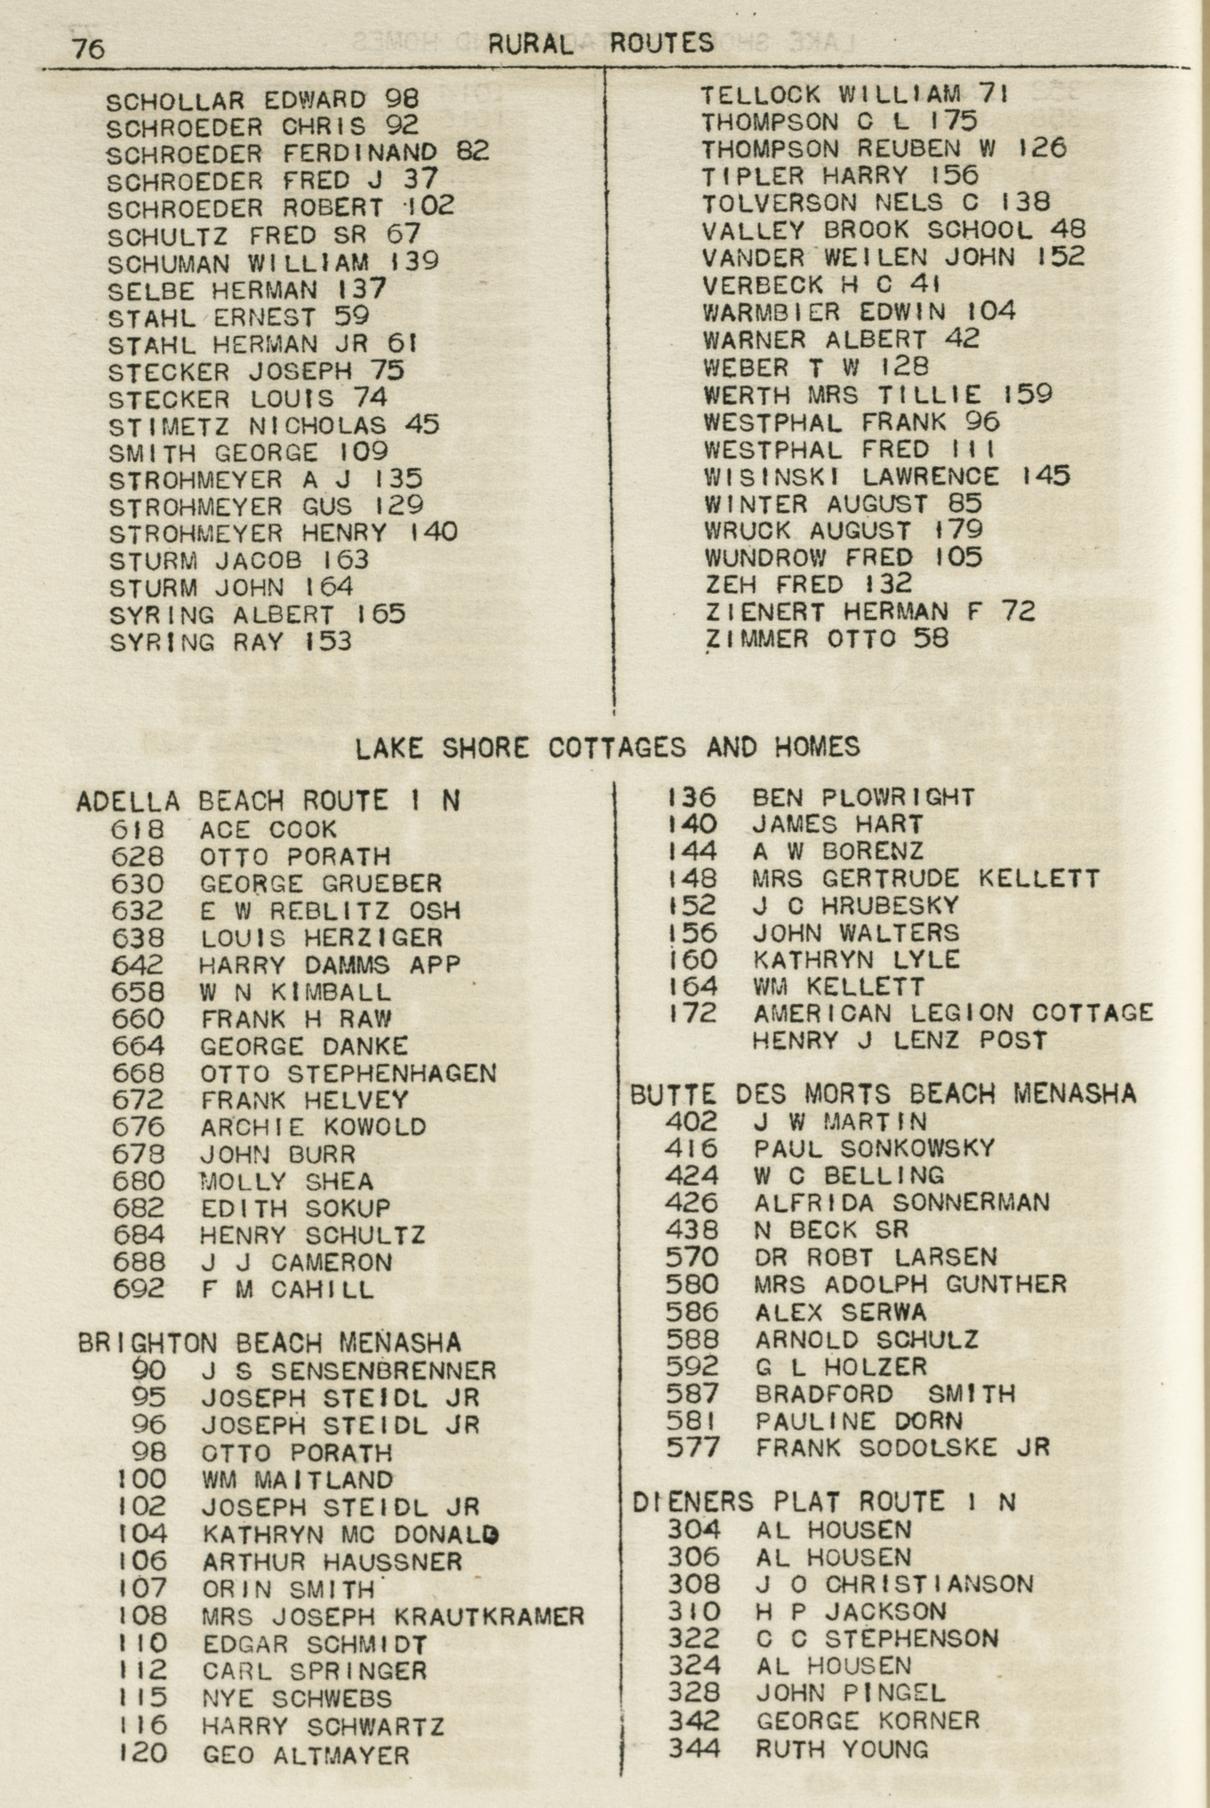 76
RURAL ROUTES
SCHOLLAR EDWARD 98
SCHROEDER CHRIS 92
SCHROEDER FERDINAND 82
SCHROEDER FRED J 37
SCHROEDER ROBERT 102
SCHULTZ FRED SR 67
SCHUMAN WILLIAM 139
SELBE HERMAN 137
STAHL ERNEST 59
STAHL HERMAN JR 61
STECKER JOSEPH 75
STECKER LOUIS 74
STIMETZ NICHOLAS 45
SMITH GEORGE 109
STROHMEYER A J 135
STROHMEYER GUS 129
STROHMEYER HENRY 140
STURM JACOB 163
STURM JOHN 164
SYRING ALBERT 165
SYRING RAY 153
TELLOCK WILLIAM 71
THOMPSON C L 175
THOMPSON REUBEN W 126
TIPLER HARRY 156
TOLVERSON NELS C 138
VALLEY BROOK SCHOOL 48
VANDER WEILEN JOHN 152
VERBECK H C 41
WARMBIER EDWIN 104
WARNER ALBERT 42
WEBER T W 128
WERTH MRS TILLIE 159
WESTPHAL FRANK 96
WESTPHAL FRED 111
WISINSKI LAWRENCE 145
WINTER AUGUST 85
WRUCK AUGUST 179
WUNDROW FRED 105
ZEH FRED 132
ZIENERT HERMAN F 72
ZIMMER OTTO 58
LAKE SHORE COTTAGES AND HOMES
ADELLA BEACH ROUTE 1 N
618 ACE COOK
628 OTTO PORATH
630 GEORGE GRUEBER
632 E W REBLITZ OSH
638 LOUIS HERZIGER
642 HARRY DAMMS APP
658 W N KIMBALL
660 FRANK H RAW
664 GEORGE DANKE
668 OTTO STEPHENHAGEN
672 FRANK HELVEY
676 ARCHIE KOWOLD
678 JOHN BURR
680 MOLLY SHEA
682 EDITH SOKUP
684 HENRY SCHULTZ
688 J J CAMERON
692 F M CAHILL
BRIGHTON BEACH MENASHA
90 J S SENSENBRENNER
95 JOSEPH STEIDL JR
96 JOSEPH STEIDL JR
98 OTTO PORATH
100 WM MAITLAND
102 JOSEPH STEIDL JR
104 KATHRYN MC DONALD
106 ARTHUR HAUSSNER
107 ORIN SMITH
108 MRS JOSEPH KRAUTKRAMER
110 EDGAR SCHMIDT
112 CARL SPRINGER
115 NYE SCHWEBS
116 HARRY SCHWARTZ
120 GEO ALTMAYER
136 BEN PLOWRIGHT
140 JAMES HART
144 A W BORENZ
148 MRS GERTRUDE KELLETT
152 J C HRUBESKY
156 JOHN WALTERS
160 KATHRYN LYLE
164 WM KELLETT
172 AMERICAN LEGION COTTAGE
HENRY J LENZ POST
BUTTE DES MORTS BEACH MENASHA
402 J W MARTIN
416 PAUL SONKOWSKY
424 W C BELLING
426 ALFRIDA SONNERMAN
438 N BECK SR
570 DR ROBT LARSEN
580 MRS ADOLPH GUNTHER
586 ALEX SERWA
588 ARNOLD SCHULZ
592 G L HOLZER
587 BRADFORD SMITH
581 PAULINE DORN
577 FRANK SODOLSKE JR
DIENERS PLAT ROUTE 1 N
304 AL HOUSEN
306 AL HOUSEN
308 J O CHRISTIANSON
310 H P JACKSON
322 C C STEPHENSON
324 AL HOUSEN
328 JOHN PINGEL
342 GEORGE KORNER
344 RUTH YOUNG